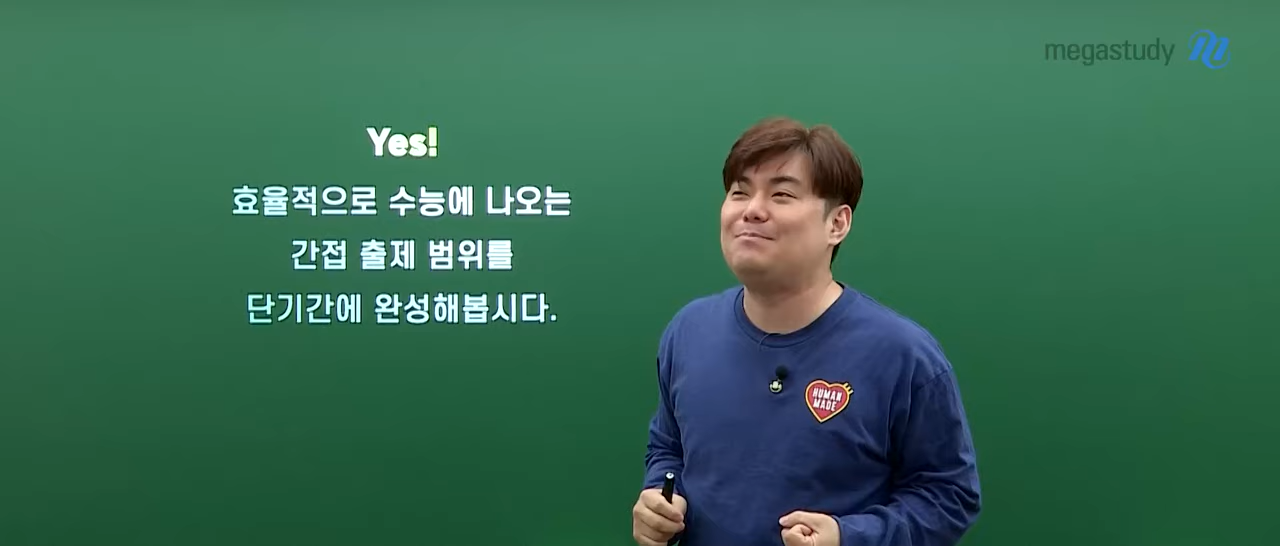 megastudy
Yes!
효율적으로 수능에 나오는
간접 출제 범위를
단기간에 완성해봅시다.
HUMAN
MADE